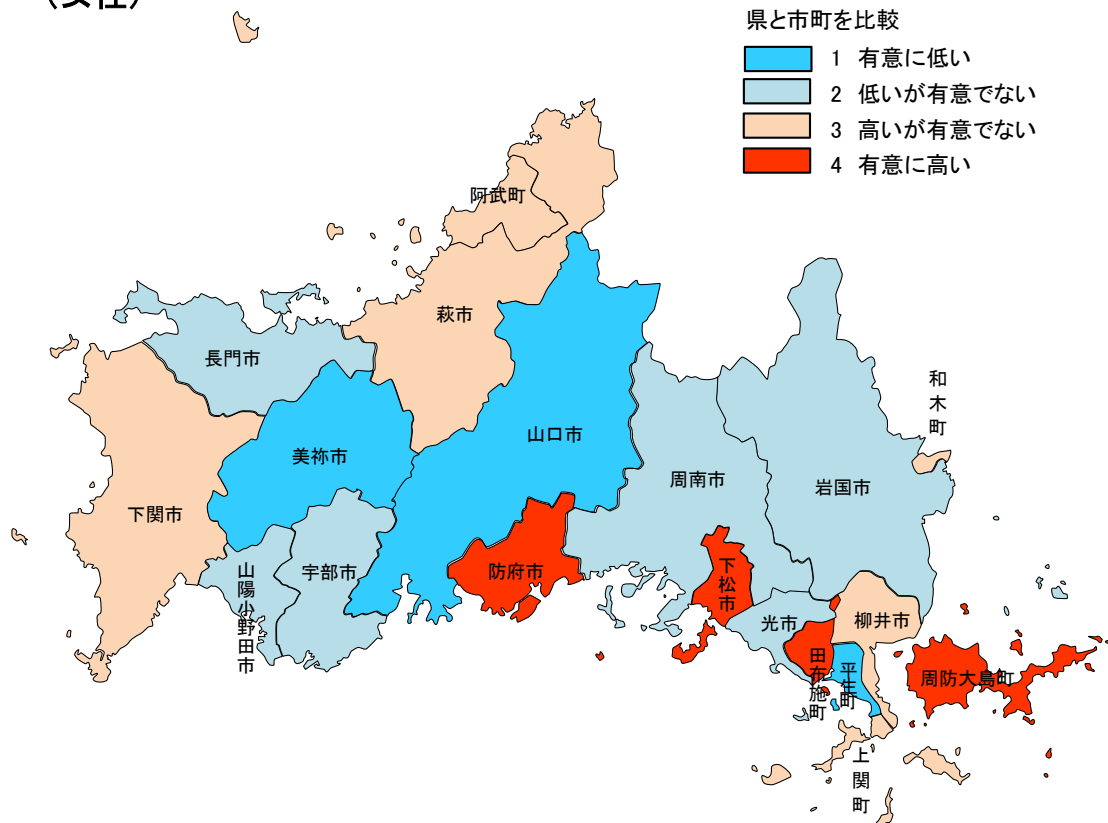 (女性)
県と市町を比較
1 有意に低い
2 低いが有意でない
3 高いが有意でない
4 有意に高い
阿武町
萩市
長門市
和木町
山口市
美祢市
周南市
岩国市
下関市
宇部市
防府市
下松市
山陽小野田市
光市
柳井市
田布施町
平生町
周防大島町
上関町